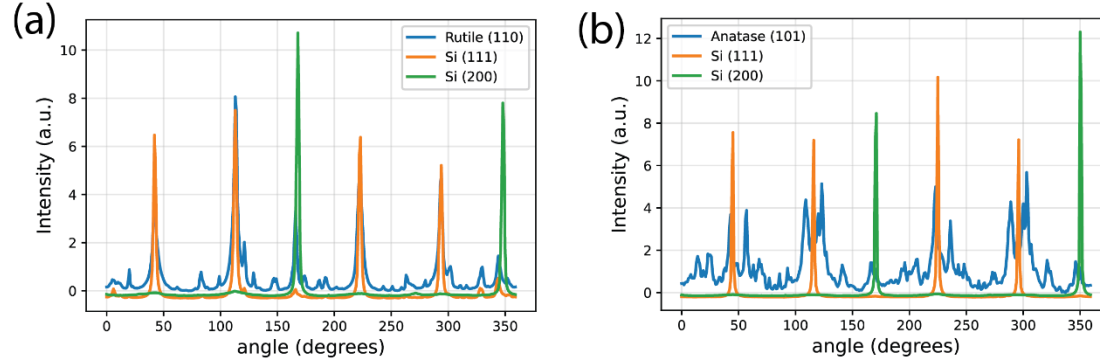 (a)
Intensity (a.u.)
10
8
6
4
2
0
0 50 100 150 200 250 300 350
angle (degrees)
Rutile (110)
Si (111)
Si (200)
(b)
Intensity (a.u.)
12
10
8
6
4
2
0
0 50 100 150 200 250 300 350
angle (degrees)
Anatase (101)
Si (111)
Si (200)